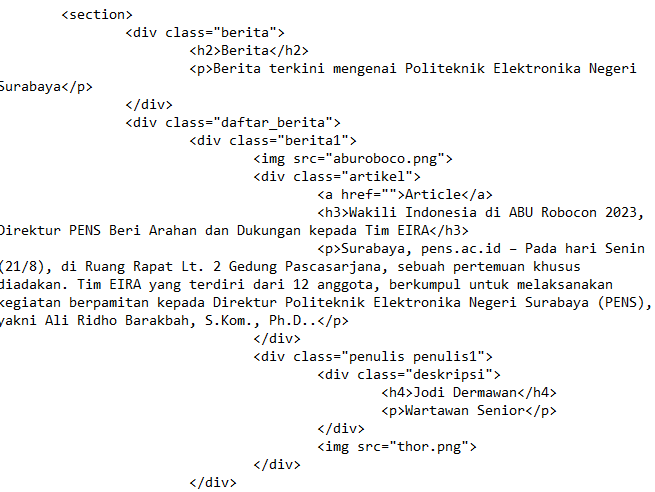 <section>
<div class="berita">
<h2>Berita</h2>
<p>Berita terkini mengenai Politeknik Elektronika Negeri
Surabaya</p>
</div>
<div class="daftar_berita">
<div class="berita1">
<img src="aburoboco.png">
<div class="artikel">
<a href="">Article</a>
<h3>Wakili Indonesia di ABU Robocon 2023,
Direktur PENS Beri Arahan dan Dukungan kepada Tim EIRA</h3>
<p>Surabaya, pens.ac.id – Pada hari Senin
(21/8), di Ruang Rapat Lt. 2 Gedung Pascasarjana, sebuah pertemuan khusus
diadakan. Tim EIRA yang terdiri dari 12 anggota, berkumpul untuk melaksanakan
kegiatan berpamitan kepada Direktur Politeknik Elektronika Negeri Surabaya (PENS),
yakni Ali Ridho Barakbah, S.Kom., Ph.D..</p>
</div>
<div class="penulis penulis1">
<div class="deskripsi">
<h4>Jodi Dermawan</h4>
<p>Wartawan Senior</p>
</div>
<img src="thor.png">
</div>
</div>